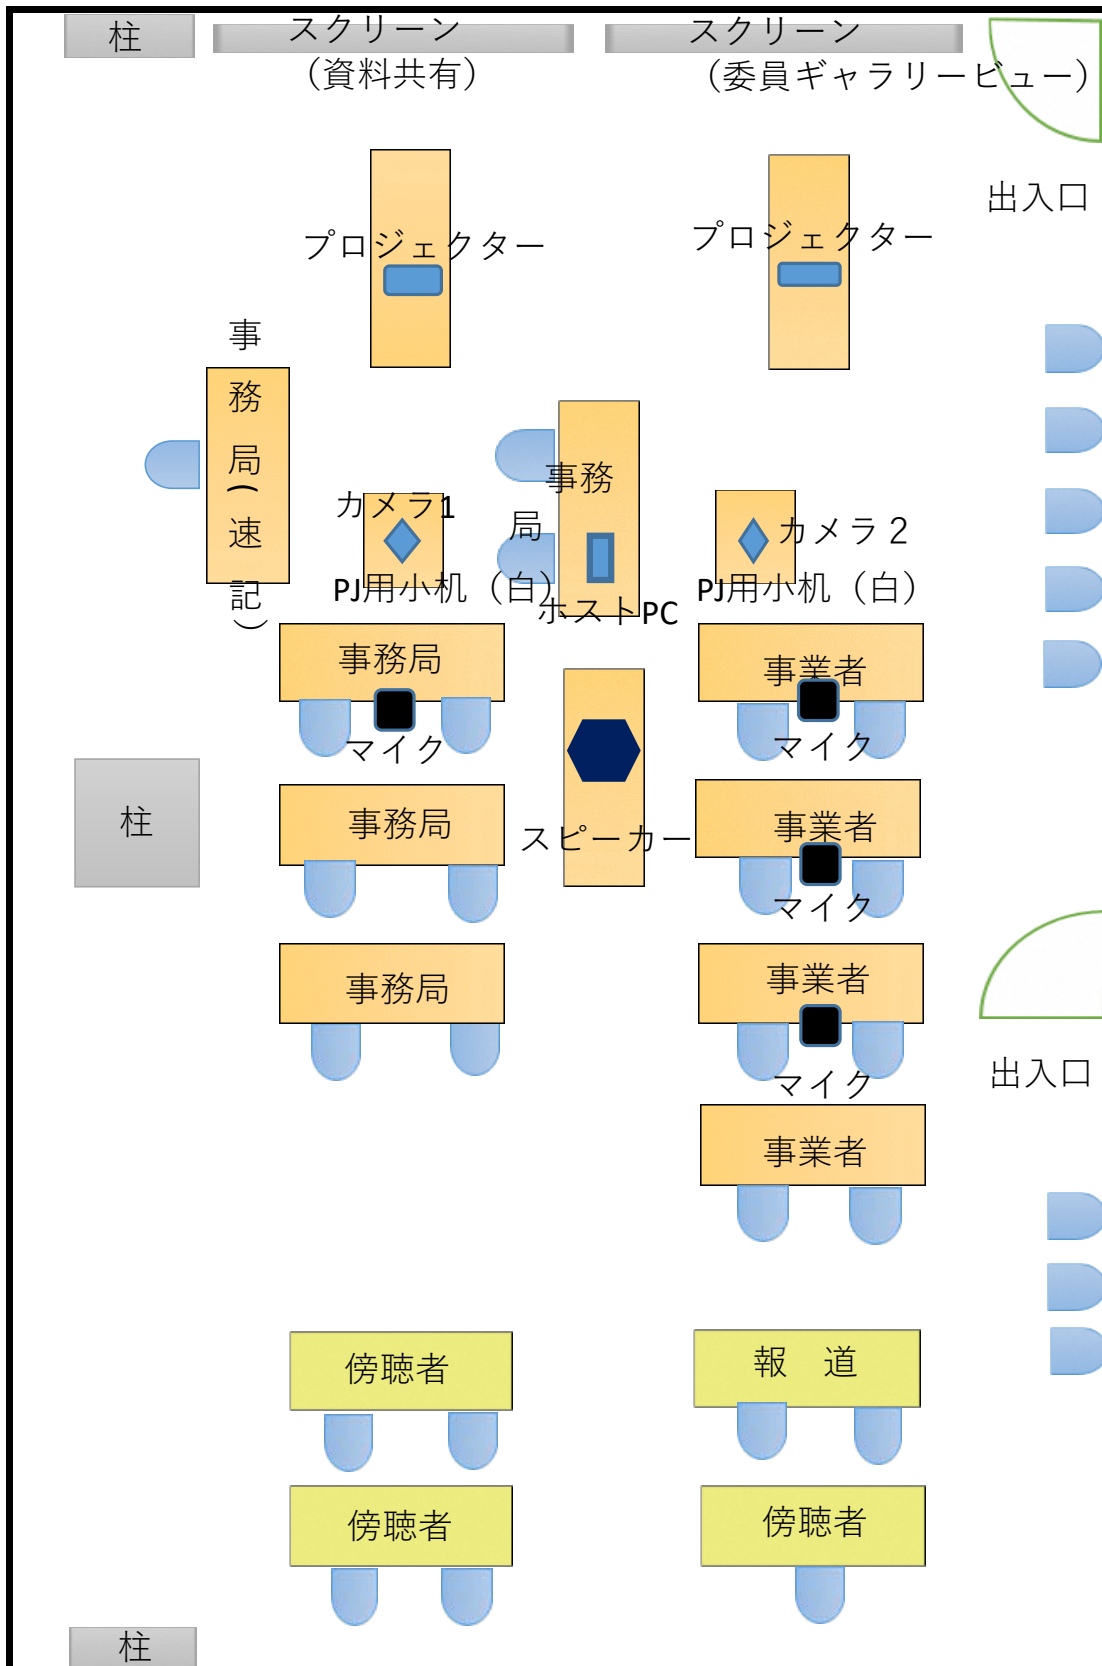 柱
スクリーン
（資料共有）
スクリーン
（委員ギャラリービュー）
出入口
プロジェクター
プロジェクター
事務局（速記）
事務局
カメラ1
カメラ２
PJ用小机（白）
ホストPC
PJ用小机（白）
事務局
マイク
事業者
マイク
柱
事務局
スピーカー
事業者
マイク
事務局
事業者
マイク
出入口
事業者
傍聴者
報　道
傍聴者
傍聴者
柱